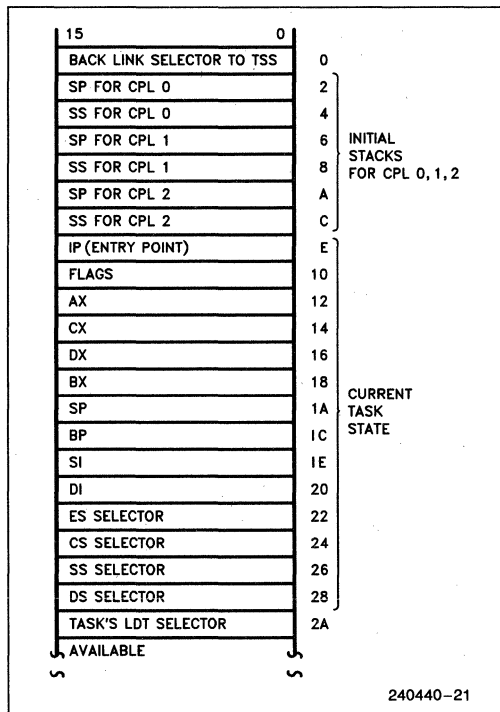 15 0
BACK LINK SELECTOR TO TSS 0
SP FOR CPL 0 2
SS FOR CPL 0 4
SP FOR CPL 1 6
SS FOR CPL 1 8
SP FOR CPL 2 A
SS FOR CPL 2 C
INITIAL
STACKS
FOR CPL 0, 1, 2
IP (ENTRY POINT) E
FLAGS 10
AX 12
CX 14
DX 16
BX 18
SP 1A
BP 1C
SI 1E
DI 20
ES SELECTOR 22
CS SELECTOR 24
SS SELECTOR 26
DS SELECTOR 28
CURRENT
TASK
STATE
TASK'S LDT SELECTOR 2A
AVAILABLE
240440-21